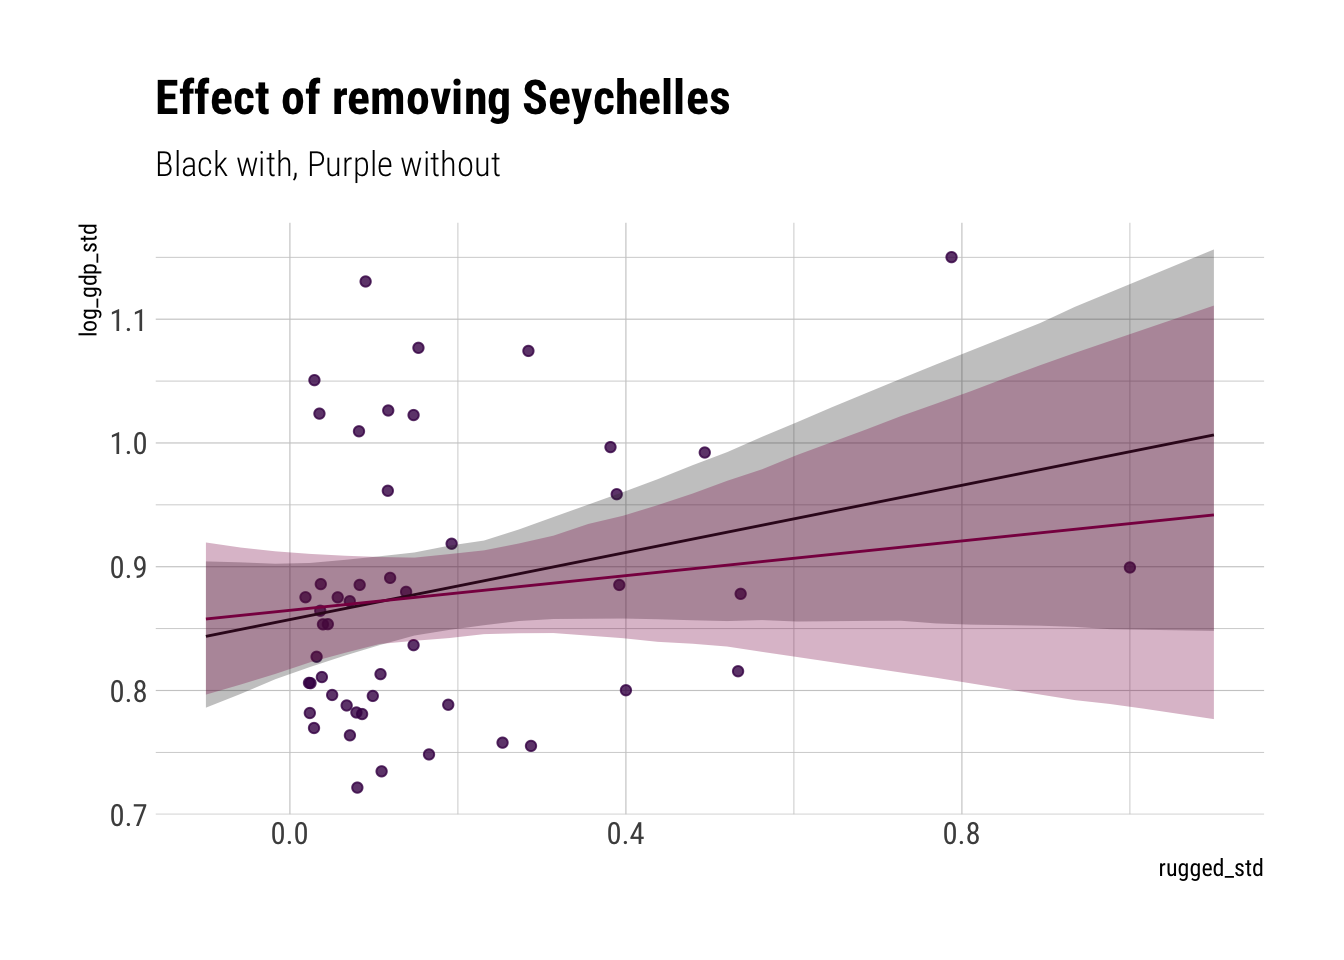 Effect of removing Seychelles
Black with, Purple without
log_gdp_std
1.1
1.0
0.9
0.8
0.7
0.0 0.4 0.8
rugged_std